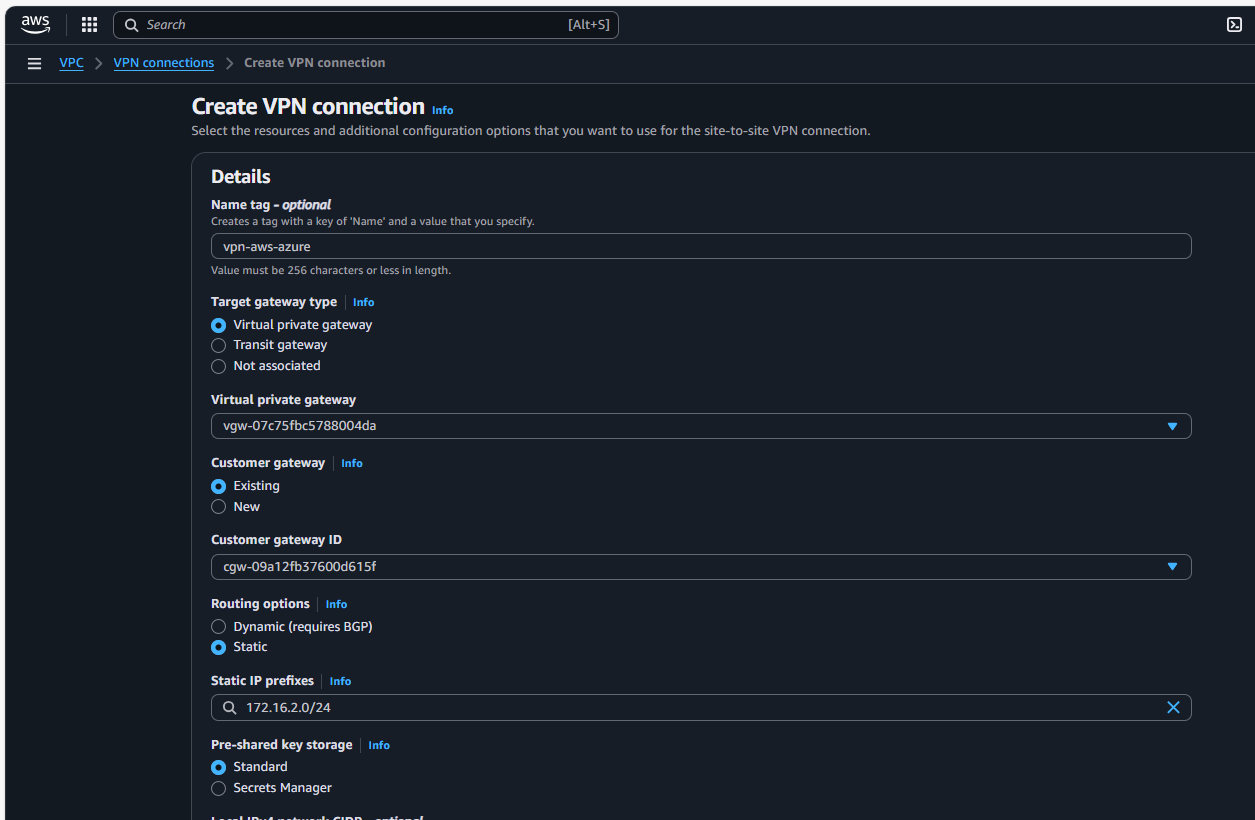 aws
Search [Alt+S]
VPC > VPN connections > Create VPN connection
Create VPN connection Info
Select the resources and additional configuration options that you want to use for the site-to-site VPN connection.
Details
Name tag - optional
Creates a tag with a key of 'Name' and a value that you specify.
vpn-aws-azure
Value must be 256 characters or less in length.
Target gateway type Info
Virtual private gateway
Transit gateway
Not associated
Virtual private gateway
vgw-07c75fbc5788004da
Customer gateway Info
Existing
New
Customer gateway ID
cgw-09a12fb37600d615f
Routing options Info
Dynamic (requires BGP)
Static
Static IP prefixes Info
172.16.2.0/24
Pre-shared key storage Info
Standard
Secrets Manager
Local IPv4 network CIDR - optional